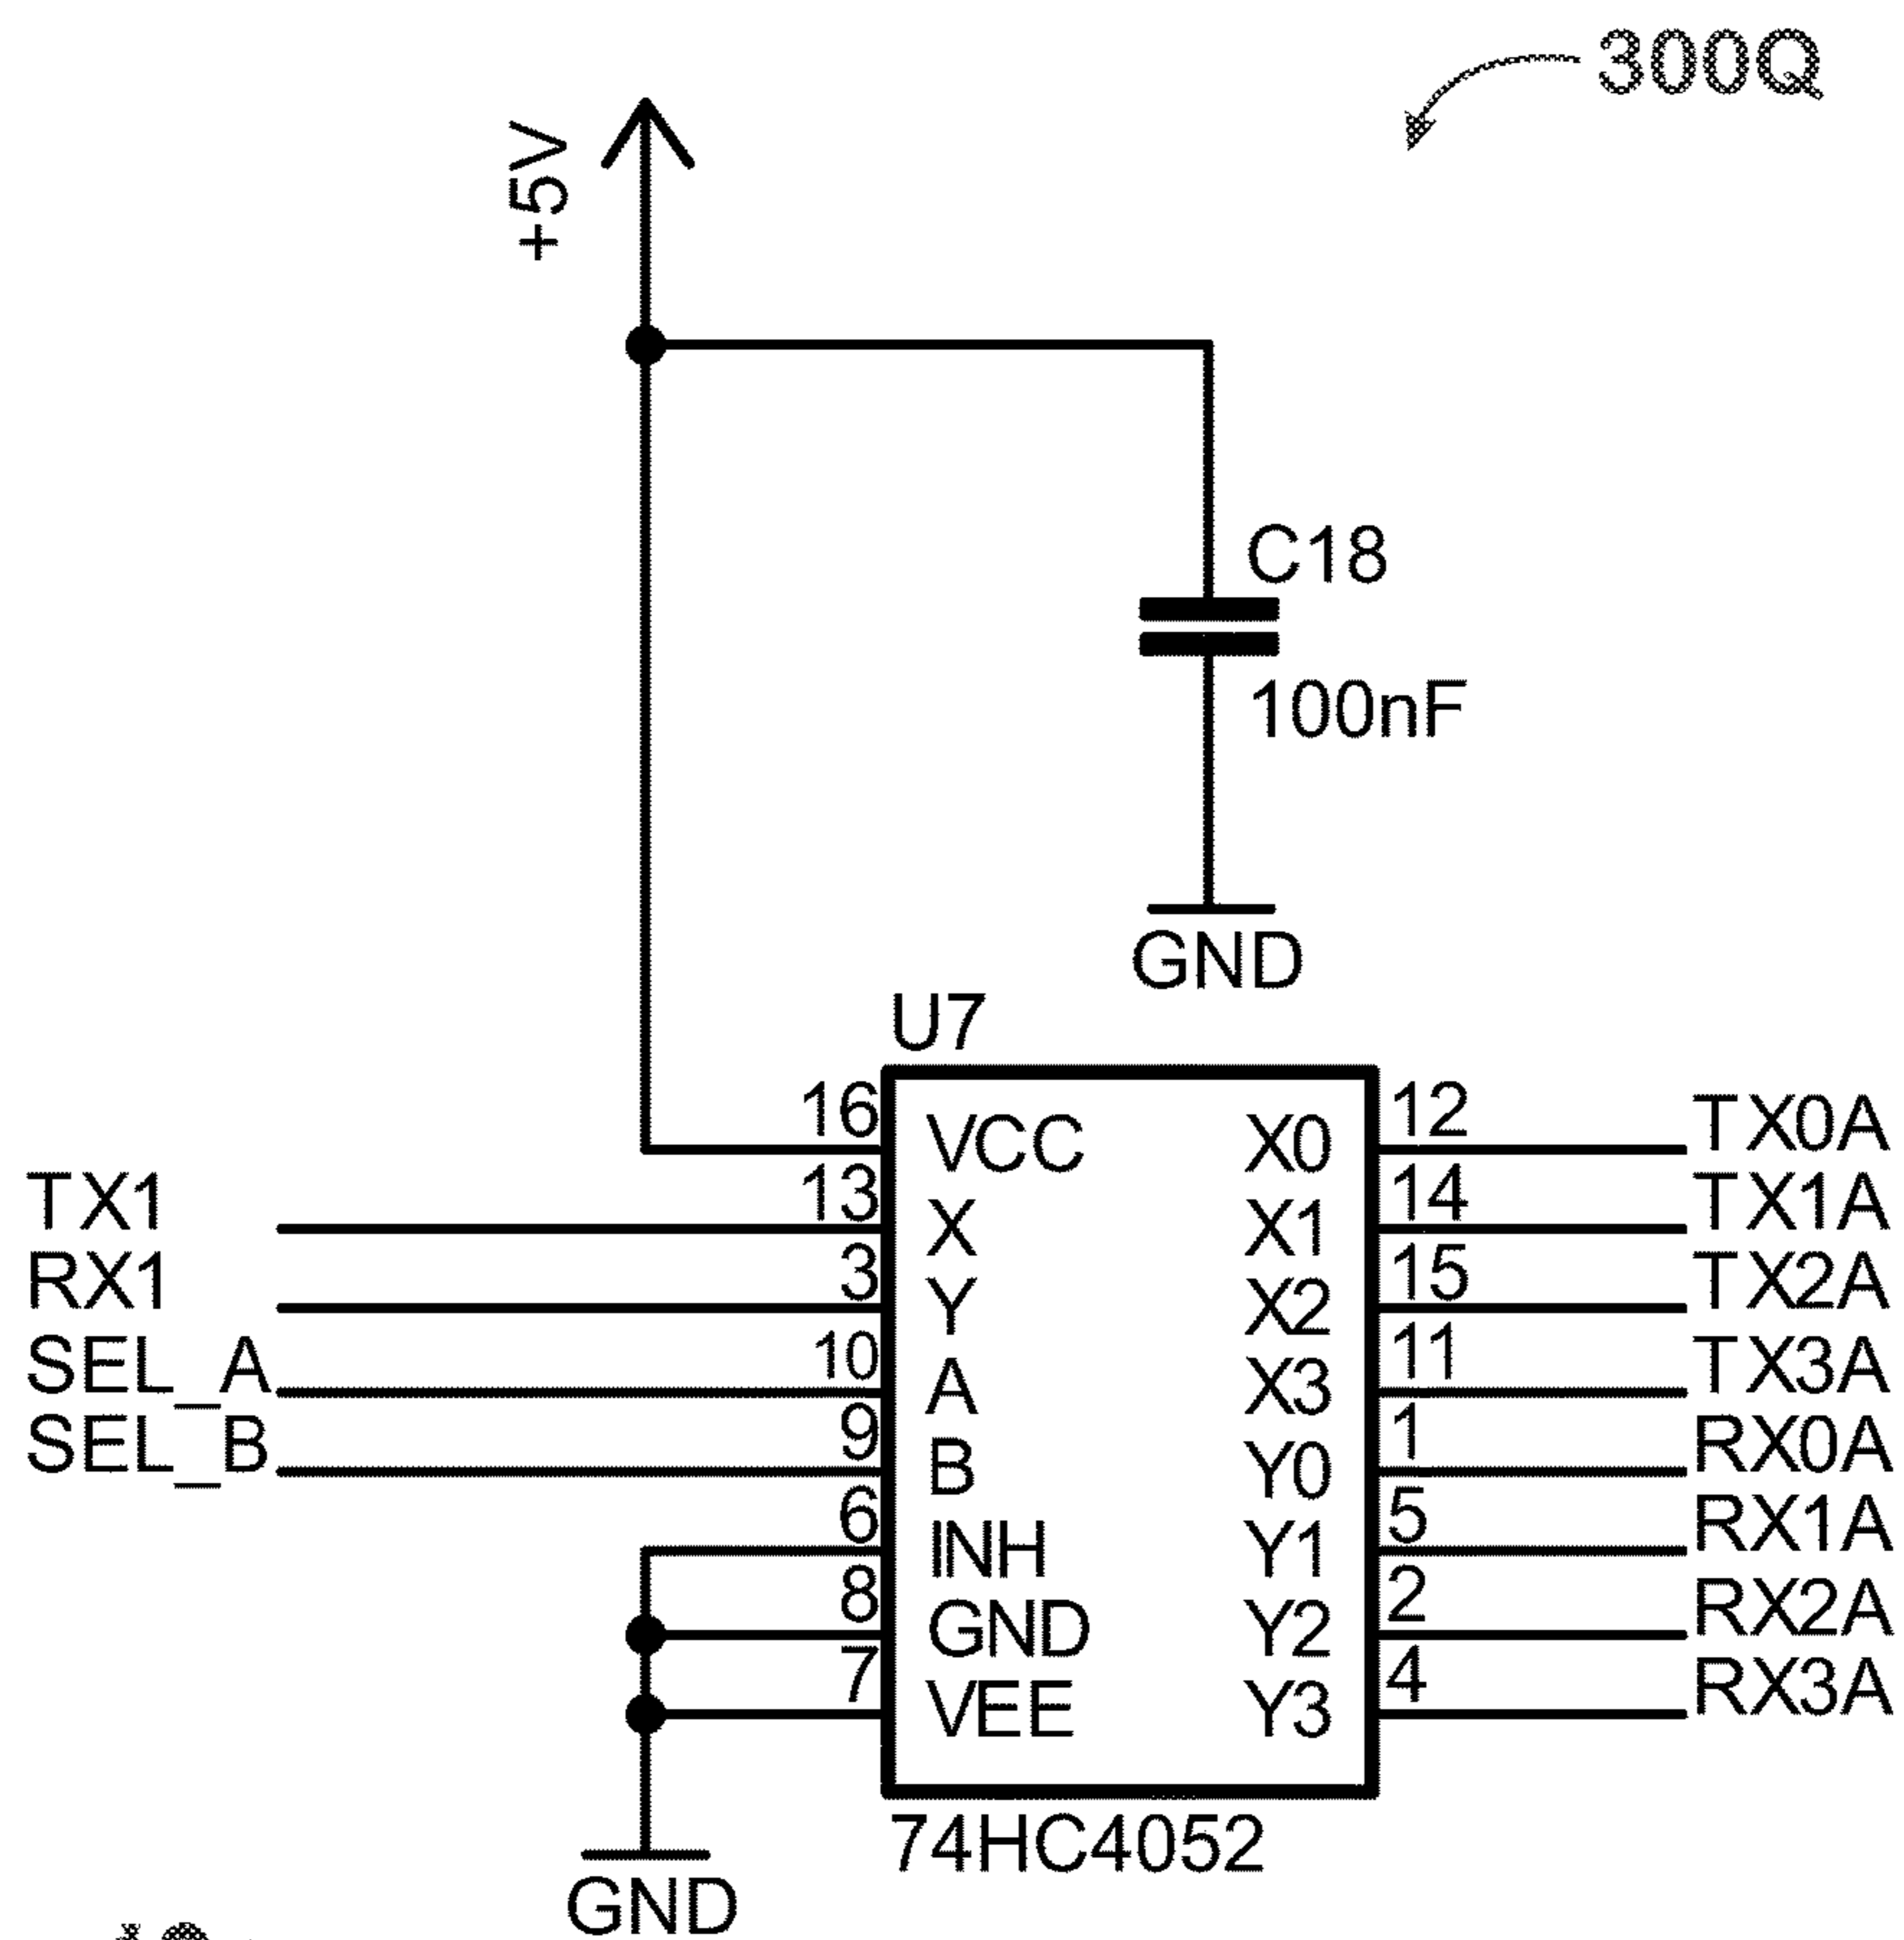 300Q
+5V
C18
100nF
GND
U7
16 VCC X0 12 TX0A
TX1 13 X X1 14 TX1A
RX1 3 Y X2 15 TX2A
SEL_A 10 A X3 11 TX3A
SEL_B 9 B Y0 1 RX0A
6 INH Y1 5 RX1A
8 GND Y2 2 RX2A
7 VEE Y3 4 RX3A
74HC4052
GND